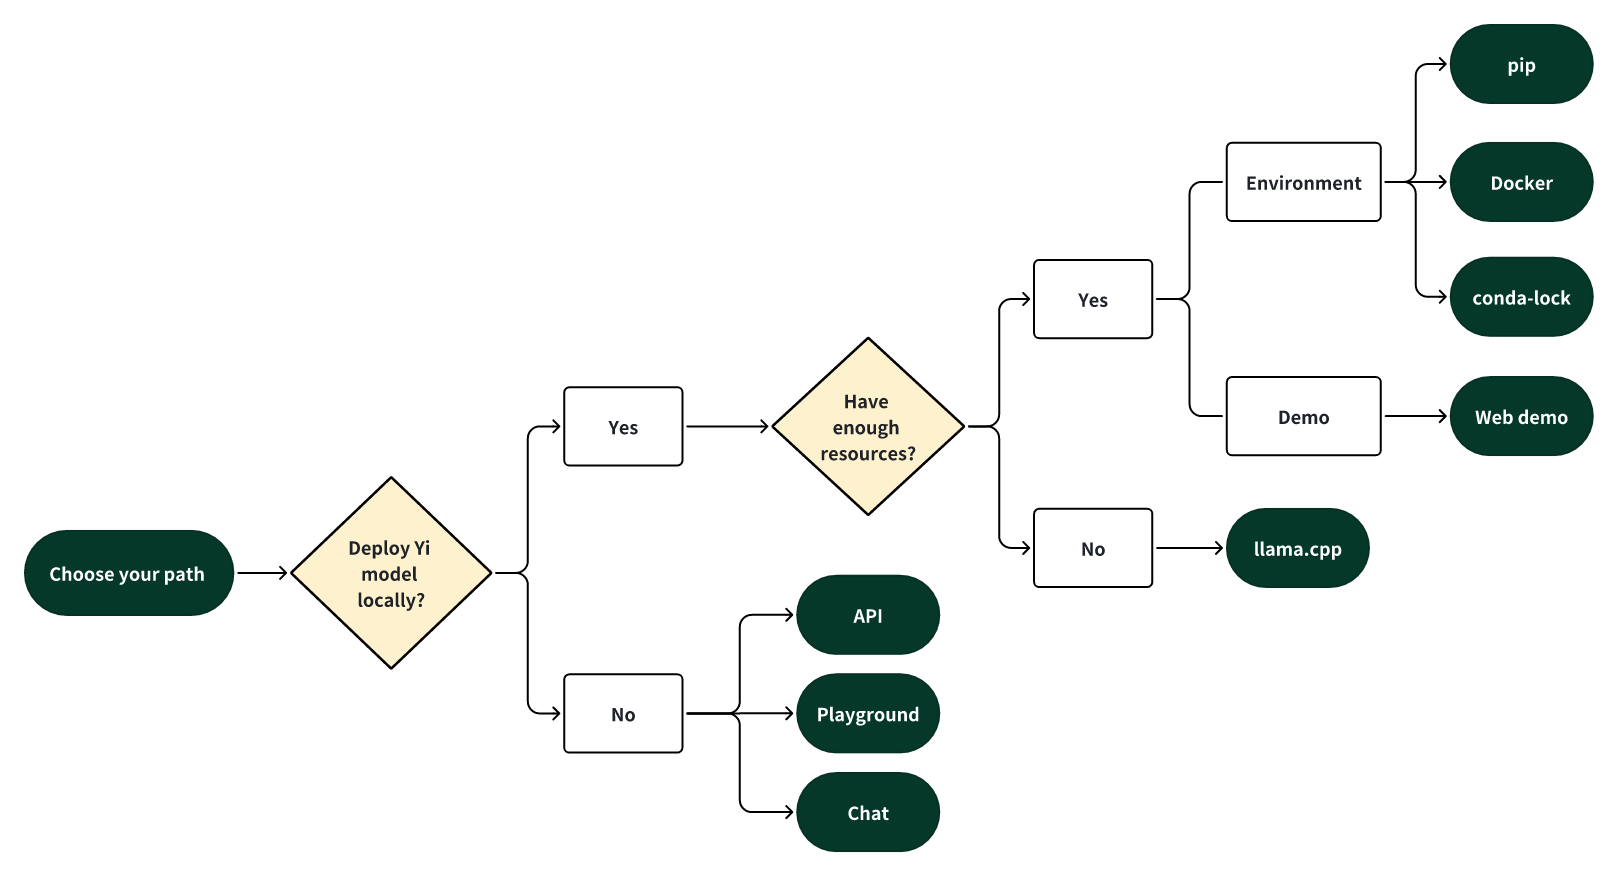 Choose your path
Deploy Yi
model
locally?
Yes
No
Have
enough
resources?
API
Playground
Chat
Yes
No
Environment
Demo
llama.cpp
pip
Docker
conda-lock
Web demo